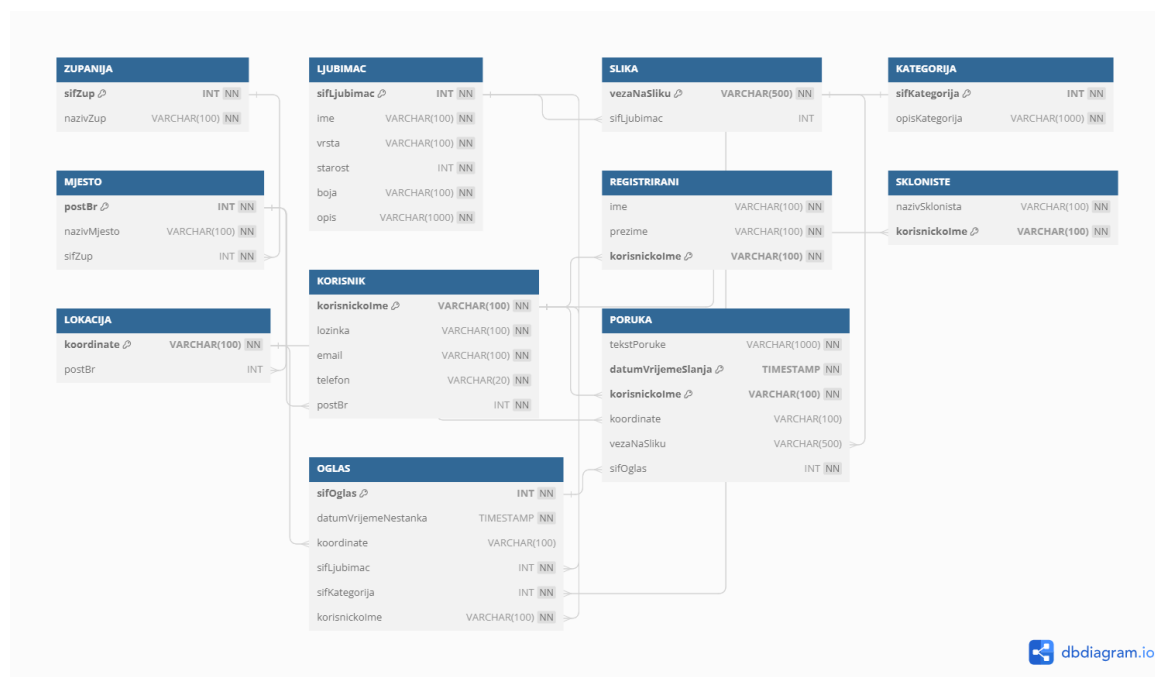 ZUPANIJA
sifZup INT NN
nazivZup VARCHAR(100) NN
MJESTO
postBr INT NN
nazivMjesto VARCHAR(100) NN
sifZup INT NN
LOKACIJA
koordinate VARCHAR(100) NN
postBr INT
LJUBIMAC
sifLjubimac INT NN
ime VARCHAR(100) NN
vrsta VARCHAR(100) NN
starost INT NN
boja VARCHAR(100) NN
opis VARCHAR(1000) NN
KORISNIK
korisnickoIme VARCHAR(100) NN
lozinka VARCHAR(100) NN
email VARCHAR(100) NN
telefon VARCHAR(20) NN
postBr INT NN
OGLAS
sifOglas INT NN
datumVrijemeNestanka TIMESTAMP NN
koordinate VARCHAR(100)
sifLjubimac INT NN
sifKategorija INT NN
korisnickoIme VARCHAR(100) NN
SLIKA
vezaNaSliku VARCHAR(500) NN
sifLjubimac INT
REGISTRIRANI
ime VARCHAR(100) NN
prezime VARCHAR(100) NN
korisnickoIme VARCHAR(100) NN
PORUKA
tekstPoruke VARCHAR(1000) NN
datumVrijemeSlanja TIMESTAMP NN
korisnickoIme VARCHAR(100) NN
koordinate VARCHAR(100)
vezaNaSliku VARCHAR(500)
sifOglas INT NN
KATEGORIJA
sifKategorija INT NN
opisKategorija VARCHAR(1000) NN
SKLONISTE
nazivSklonista VARCHAR(100) NN
korisnickoIme VARCHAR(100) NN
dbdiagram.io